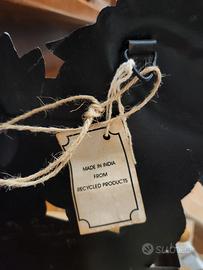 MADE IN INDIA
FROM
RECYCLED PRODUCTS
subito